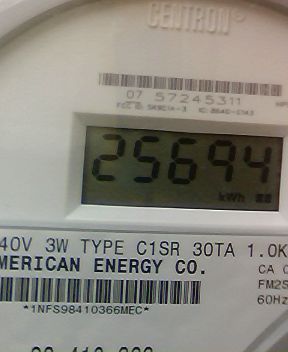 CENTRON®
07 57245311
25694
kWh
40V 3W TYPE C1SR 30TA 1.0K
MERICAN ENERGY CO.
CA 0
FM2S
60Hz
*1NFS98410366MEC*